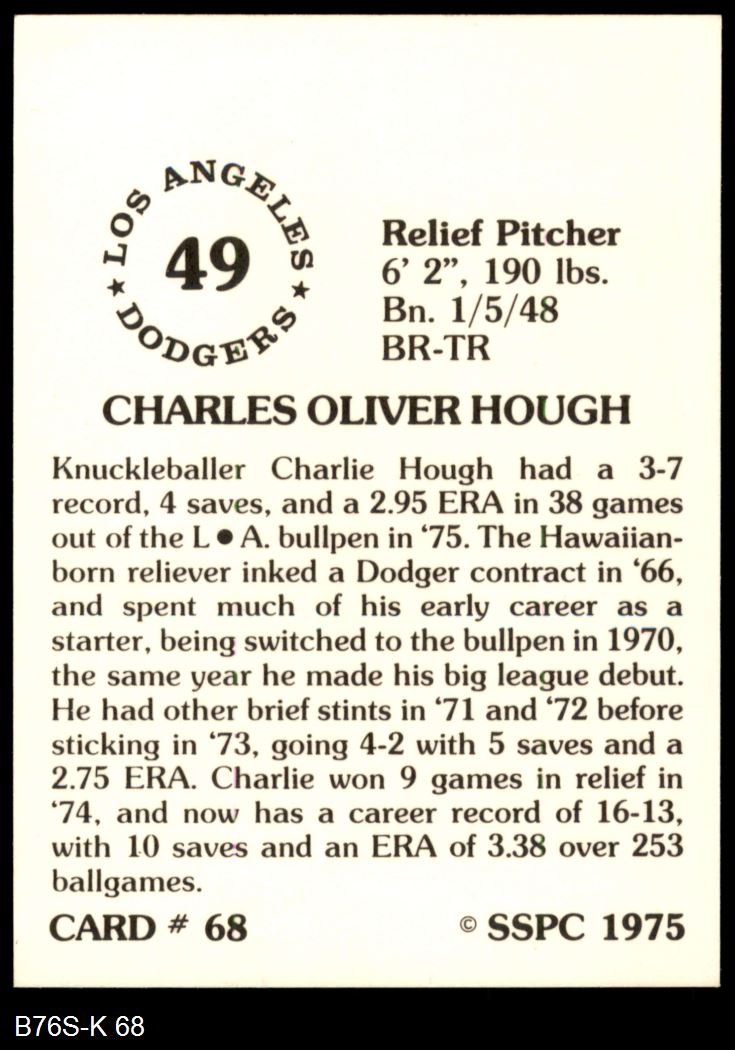 LOS ANGELES
★ DODGERS ★
49
Relief Pitcher
6’ 2”, 190 lbs.
Bn. 1/5/48
BR-TR
CHARLES OLIVER HOUGH
Knuckleballer Charlie Hough had a 3-7
record, 4 saves, and a 2.95 ERA in 38 games
out of the L●A. bullpen in ‘75. The Hawaiian-
born reliever inked a Dodger contract in ‘66,
and spent much of his early career as a
starter, being switched to the bullpen in 1970,
the same year he made his big league debut.
He had other brief stints in ‘71 and ‘72 before
sticking in ‘73, going 4-2 with 5 saves and a
2.75 ERA. Charlie won 9 games in relief in
‘74, and now has a career record of 16-13,
with 10 saves and an ERA of 3.38 over 253
ballgames.
CARD # 68 © SSPC 1975
B76S-K 68